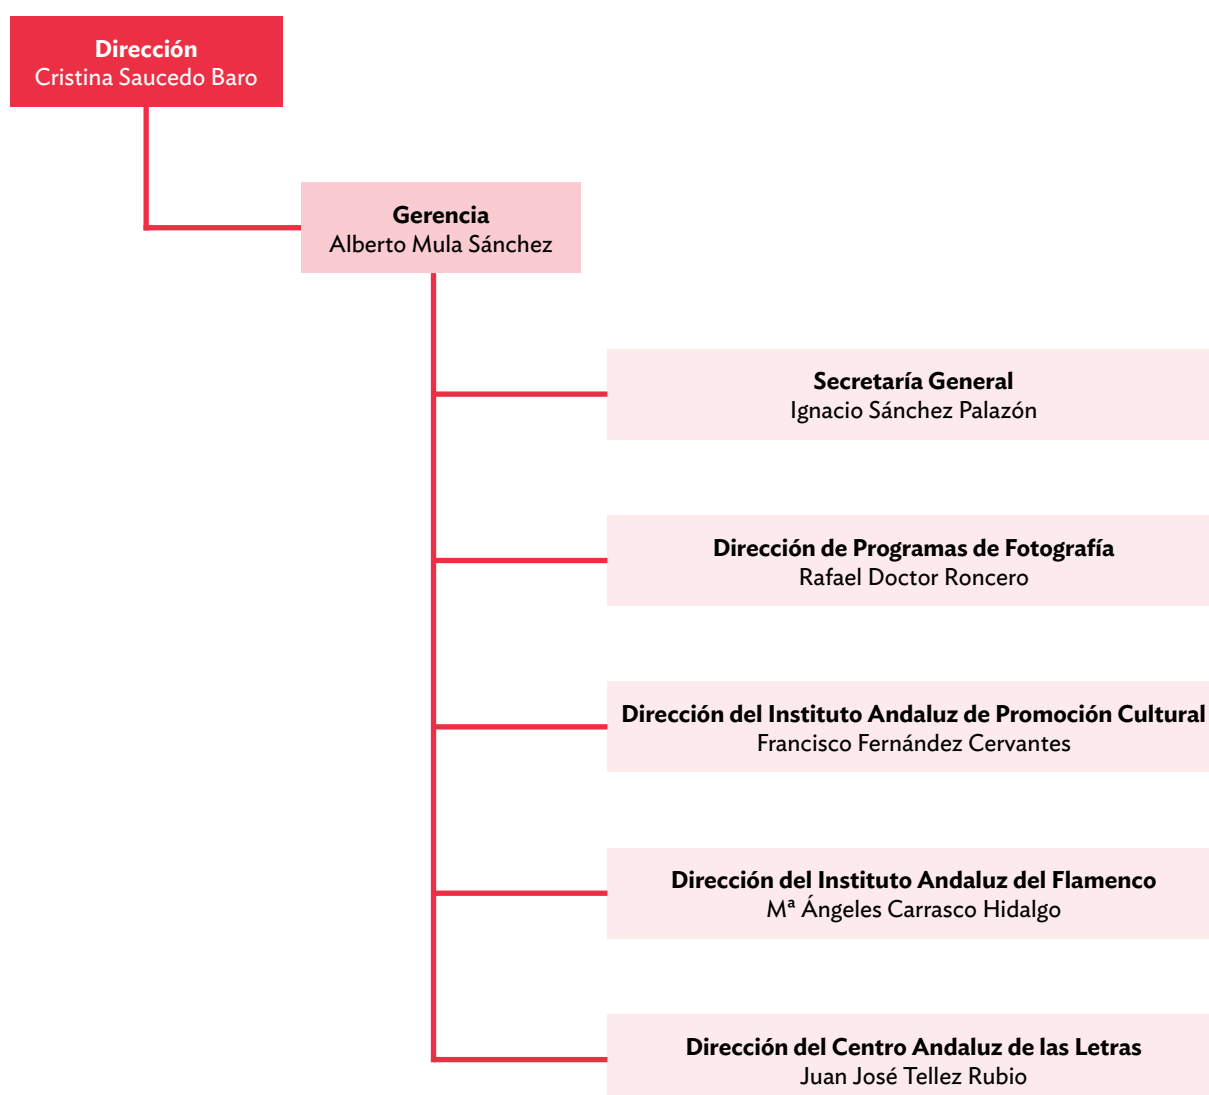 Dirección
Cristina Saucedo Baro
Gerencia
Alberto Mula Sánchez
Secretaría General
Ignacio Sánchez Palazón
Dirección de Programas de Fotografía
Rafael Doctor Roncero
Dirección del Instituto Andaluz de Promoción Cultural
Francisco Fernández Cervantes
Dirección del Instituto Andaluz del Flamenco
Mª Ángeles Carrasco Hidalgo
Dirección del Centro Andaluz de las Letras
Juan José Tellez Rubio